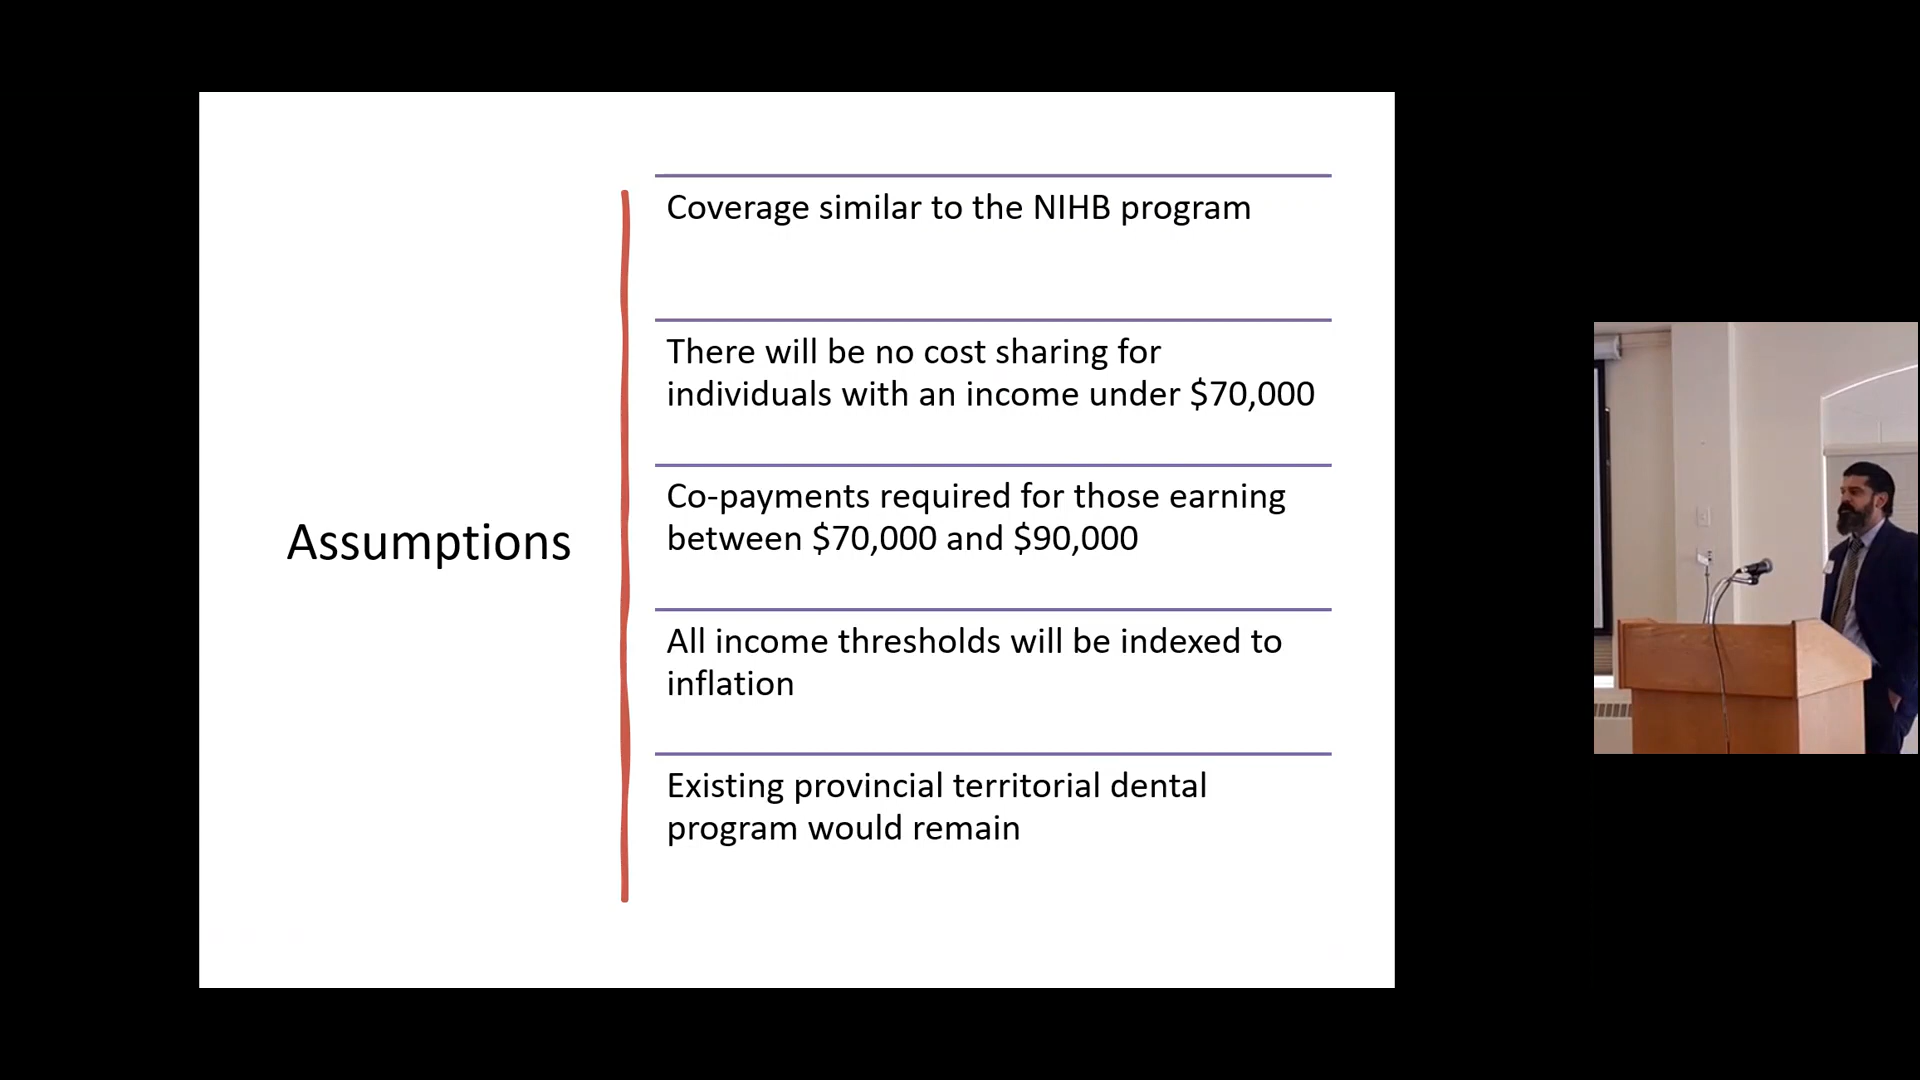 Assumptions
Coverage similar to the NIHB program
There will be no cost sharing for
individuals with an income under $70,000
Co-payments required for those earning
between $70,000 and $90,000
All income thresholds will be indexed to
inflation
Existing provincial territorial dental
program would remain